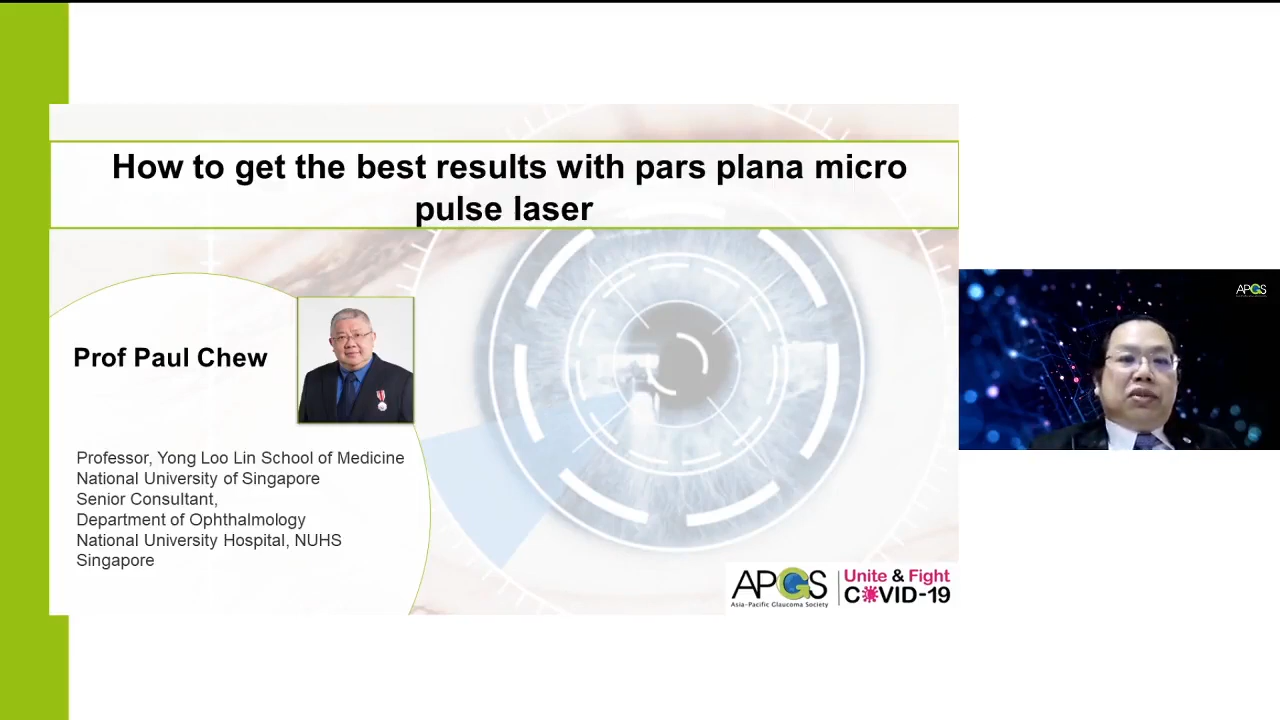 How to get the best results with pars plana micro
pulse laser
Prof Paul Chew
Professor, Yong Loo Lin School of Medicine
National University of Singapore
Senior Consultant,
Department of Ophthalmology
National University Hospital, NUHS
Singapore
APGS
Asia-Pacific Glaucoma Society
Unite & Fight
COVID-19
APGS